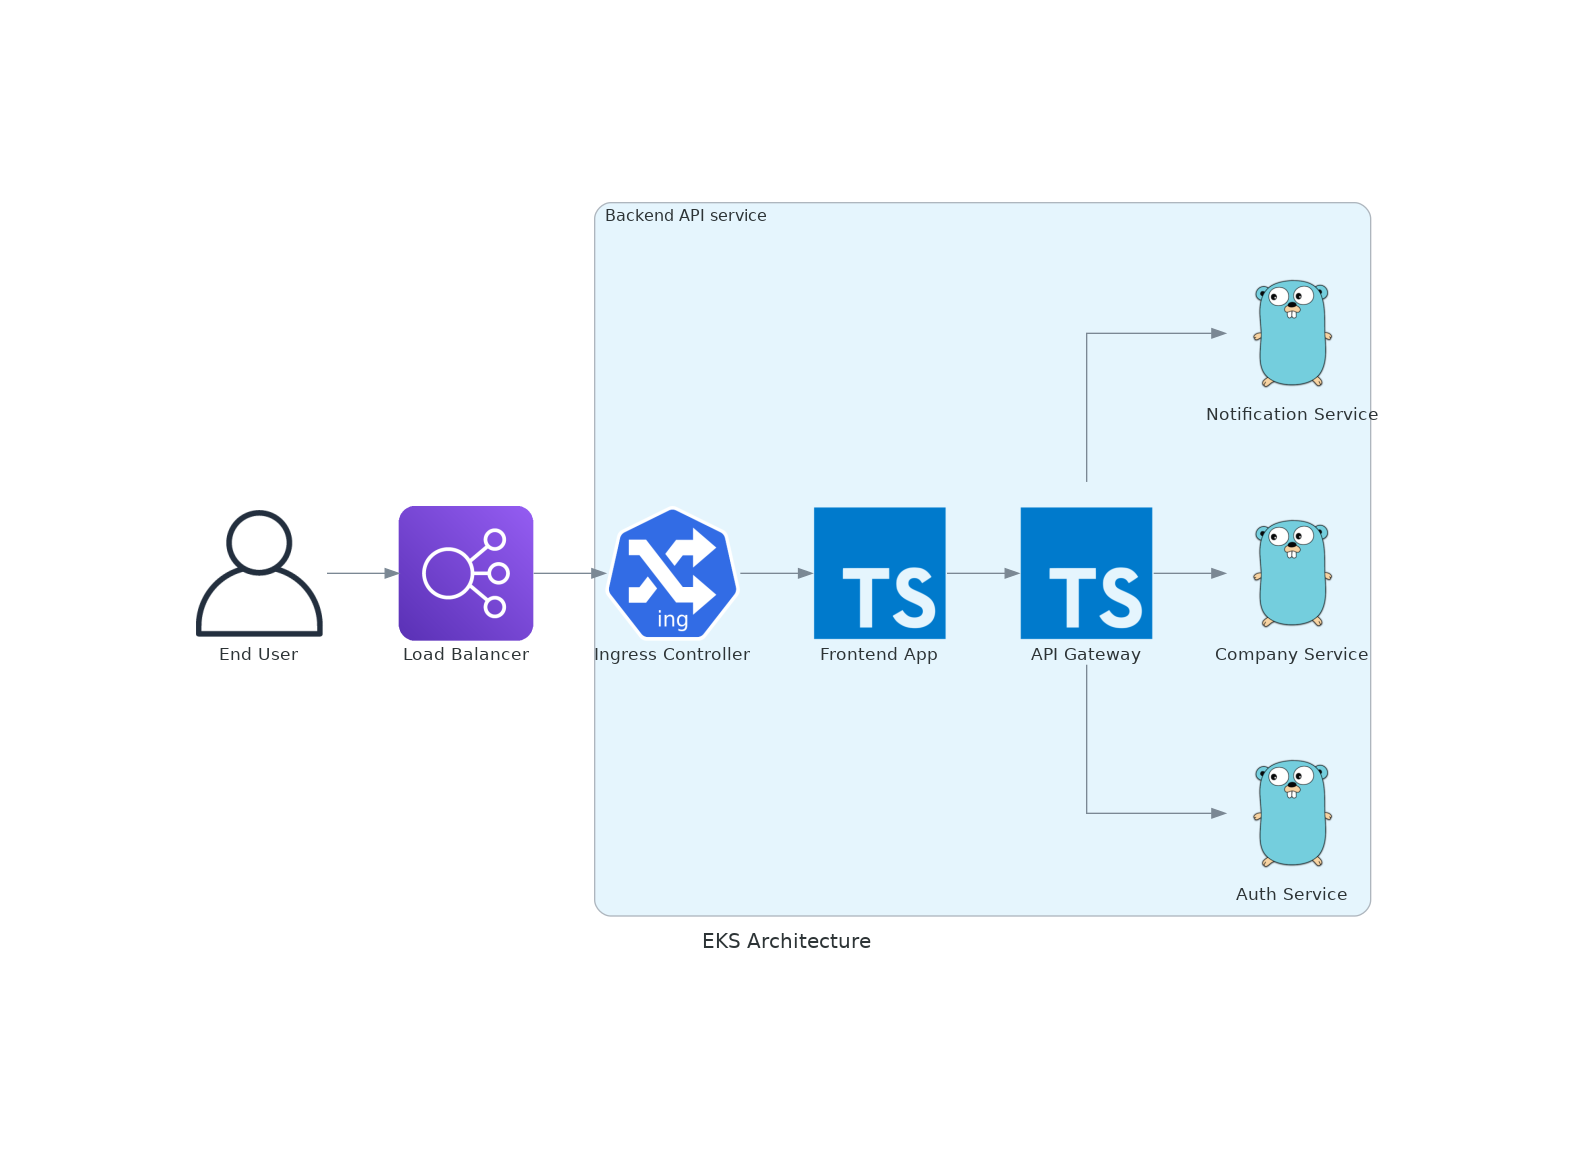 Backend API service
Notification Service
ing
TS
TS
End User
Load Balancer
Ingress Controller
Frontend App
API Gateway
Company Service
Auth Service
EKS Architecture